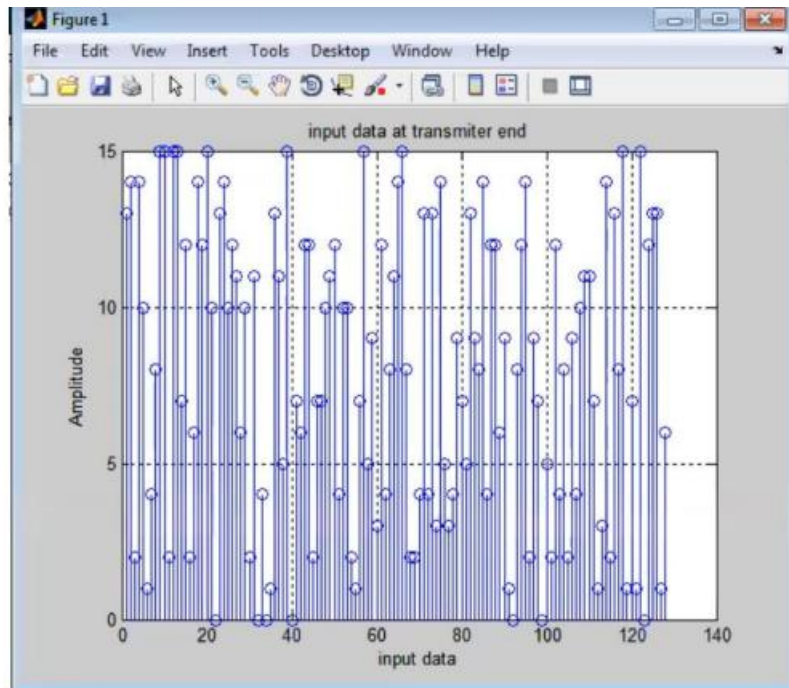 Figure 1
File Edit View Insert Tools Desktop Window Help
input data at transmiter end
15
10
5
0
Amplitude
0 20 40 60 80 100 120 140
input data